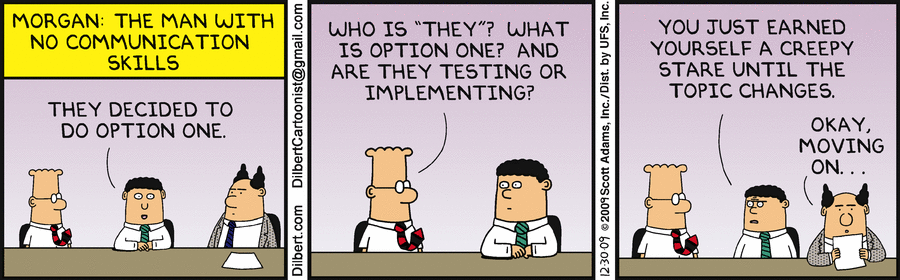 MORGAN: THE MAN WITH
NO COMMUNICATION
SKILLS
THEY DECIDED TO
DO OPTION ONE.
Dilbert.com DilbertCartoonist@gmail.com
WHO IS “THEY”? WHAT
IS OPTION ONE? AND
ARE THEY TESTING OR
IMPLEMENTING?
12-30-09 ©2009 Scott Adams, Inc./Dist. by UFS, Inc.
YOU JUST EARNED
YOURSELF A CREEPY
STARE UNTIL THE
TOPIC CHANGES.
OKAY,
MOVING
ON...